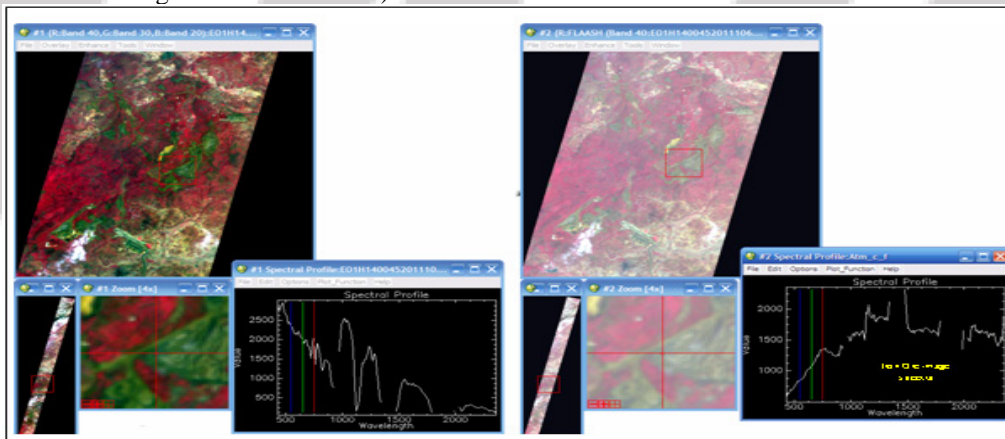 #1 (R:Band 40,G:Band 30,B:Band 20):EO1H14...
File Overlay Enhance Tools Window
#1 Zoom [4x]
#1 Spectral Profile:EO1H140045201110...
File Edit Options Plot_Function Help
Spectral Profile
Value
2500
2000
1500
1000
500
500 1000 1500 2000
Wavelength
#2 (R:FLAASH (Band 40:EO1H1400452011106....
File Overlay Enhance Tools Window
#2 Zoom [4x]
#2 Spectral Profile:Atm_c_f
File Edit Options Plot_Function Help
Spectral Profile
Value
2000
1500
1000
500 1000 1500 2000
Wavelength